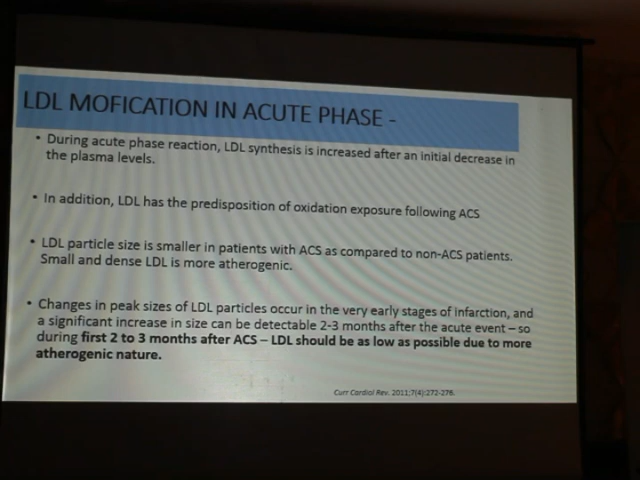 LDL MOFICATION IN ACUTE PHASE -
• During acute phase reaction, LDL synthesis is increased after an initial decrease in
the plasma levels.
• In addition, LDL has the predisposition of oxidation exposure following ACS
• LDL particle size is smaller in patients with ACS as compared to non-ACS patients.
Small and dense LDL is more atherogenic.
• Changes in peak sizes of LDL particles occur in the very early stages of infarction, and
a significant increase in size can be detectable 2-3 months after the acute event – so
during first 2 to 3 months after ACS – LDL should be as low as possible due to more
atherogenic nature.
Curr Cardiol Rev. 2011;7(4):272-276.